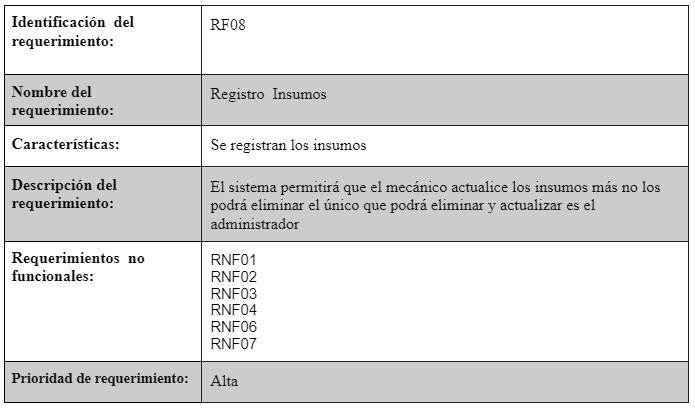 Identificación del
requerimiento:
RF08
Nombre del
requerimiento:
Registro Insumos
Características:
Se registran los insumos
Descripción del
requerimiento:
El sistema permitirá que el mecánico actualice los insumos más no los
podrá eliminar el único que podrá eliminar y actualizar es el
administrador
Requerimientos no
funcionales:
RNF01
RNF02
RNF03
RNF04
RNF06
RNF07
Prioridad de requerimiento:
Alta